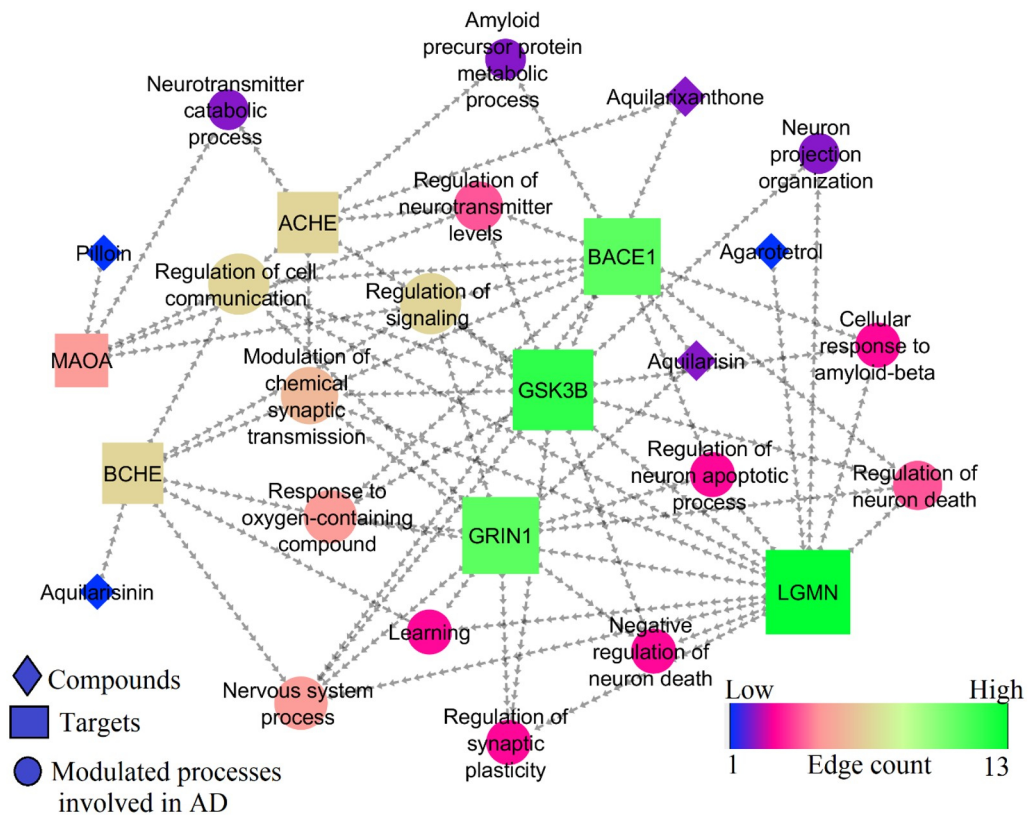 Amyloid
precursor protein
metabolic
process
Neurotransmitter
catabolic
process
Aquilarixanthone
Neuron
projection
organization
Regulation of
neurotransmitter
levels
ACHE
BACE1
Pilloin
Agarotetrol
Regulation of cell
communication
Regulation of
signaling
Cellular
response to
amyloid-beta
MAOA
Modulation of
chemical
synaptic
transmission
GSK3B
Aquilarisin
BCHE
Regulation of
neuron apoptotic
process
Regulation of
neuron death
Response to
oxygen-containing
compound
GRIN1
Aquilarisinin
LGMN
Learning
Negative
regulation of
neuron death
Nervous system
process
Regulation of
synaptic
plasticity
Compounds
Targets
Modulated processes
involved in AD
Low High
1 Edge count 13